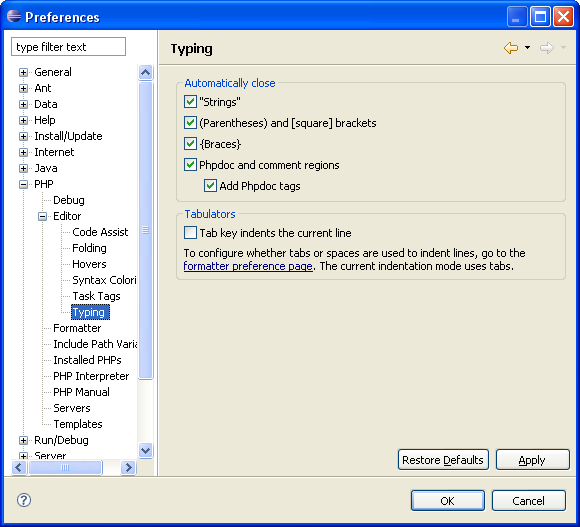 Preferences
type filter text
General
Ant
Data
Help
Install/Update
Internet
Java
PHP
Debug
Editor
Code Assist
Folding
Hovers
Syntax Colori
Task Tags
Typing
Formatter
Include Path Varia
Installed PHPs
PHP Interpreter
PHP Manual
Servers
Templates
Run/Debug
Server
Typing
Automatically close
"Strings"
(Parentheses) and [square] brackets
{Braces}
Phpdoc and comment regions
Add Phpdoc tags
Tabulators
Tab key indents the current line
To configure whether tabs or spaces are used to indent lines, go to the
formatter preference page. The current indentation mode uses tabs.
Restore Defaults
Apply
?
OK
Cancel